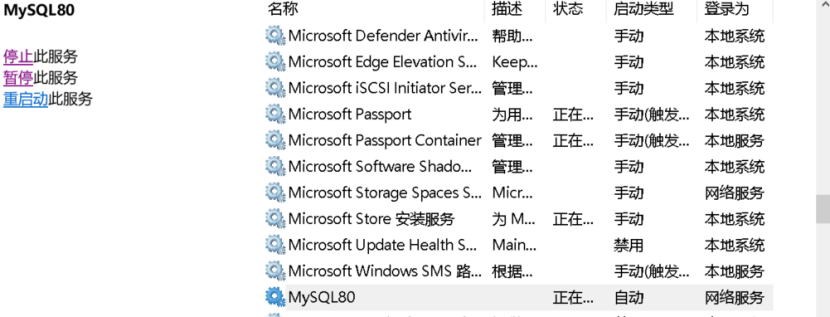 MySQL80
停止此服务
暂停此服务
重启动此服务
名称 描述 状态 启动类型 登录为
Microsoft Defender Antivir... 帮助... 手动 本地系统
Microsoft Edge Elevation S... Keep... 手动 本地系统
Microsoft iSCSI Initiator Ser... 管理... 手动 本地系统
Microsoft Passport 为用... 正在... 手动(触发... 本地系统
Microsoft Passport Container 管理... 正在... 手动(触发... 本地服务
Microsoft Software Shado... 管理... 手动 本地系统
Microsoft Storage Spaces S... Micr... 手动 网络服务
Microsoft Store 安装服务 为 M... 正在... 手动 本地系统
Microsoft Update Health S... Main... 禁用 本地系统
Microsoft Windows SMS 路... 根据... 手动(触发... 本地系统
MySQL80 正在... 自动 网络服务